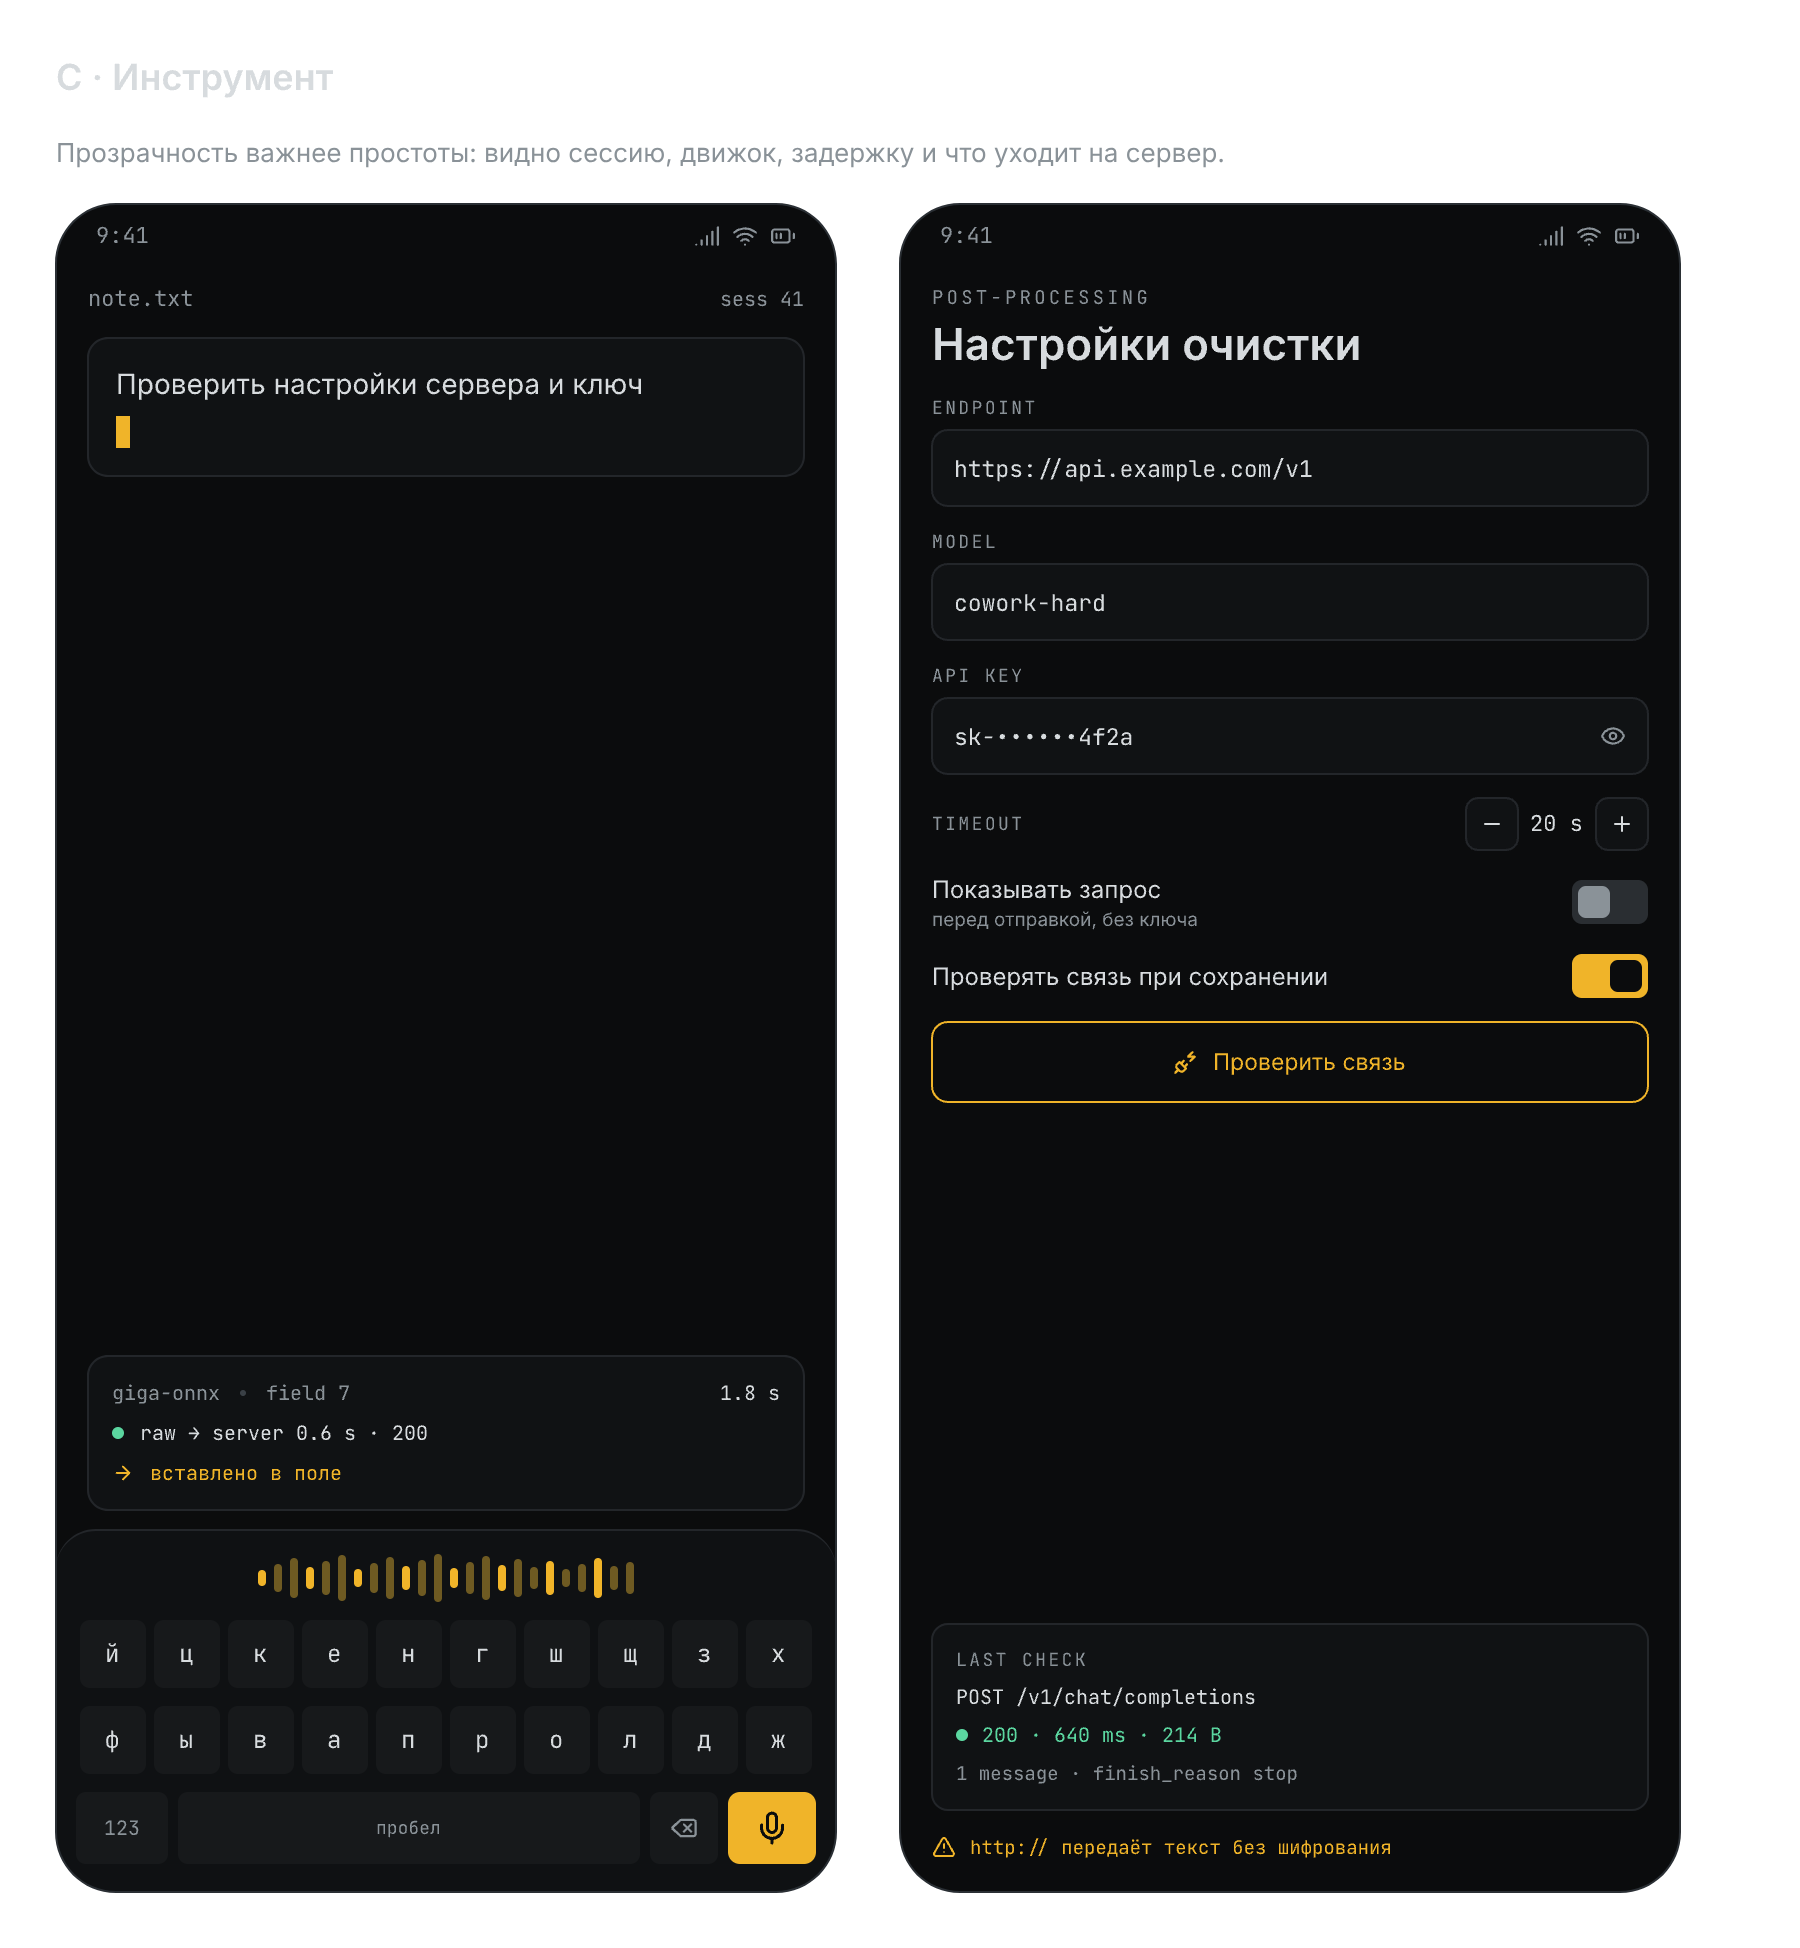 C · Инструмент
Прозрачность важнее простоты: видно сессию, движок, задержку и что уходит на сервер.
9:41
note.txt
sess 41
Проверить настройки сервера и ключ
giga-onnx • field 7
1.8 s
raw → server 0.6 s · 200
→ вставлено в поле
й ц к е н г ш щ з х
ф ы в а п р о л д ж
123
пробел
9:41
POST-PROCESSING
Настройки очистки
ENDPOINT
https://api.example.com/v1
MODEL
cowork-hard
API KEY
sk-••••••4f2a
TIMEOUT
20 s
Показывать запрос
перед отправкой, без ключа
Проверять связь при сохранении
Проверить связь
LAST CHECK
POST /v1/chat/completions
200 · 640 ms · 214 B
1 message · finish_reason stop
http:// передаёт текст без шифрования